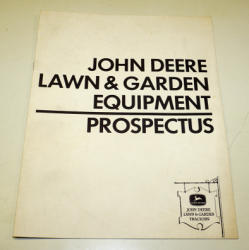 JOHN DEERE
LAWN & GARDEN
EQUIPMENT
PROSPECTUS
JOHN DEERE
LAWN & GARDEN
TRACTORS